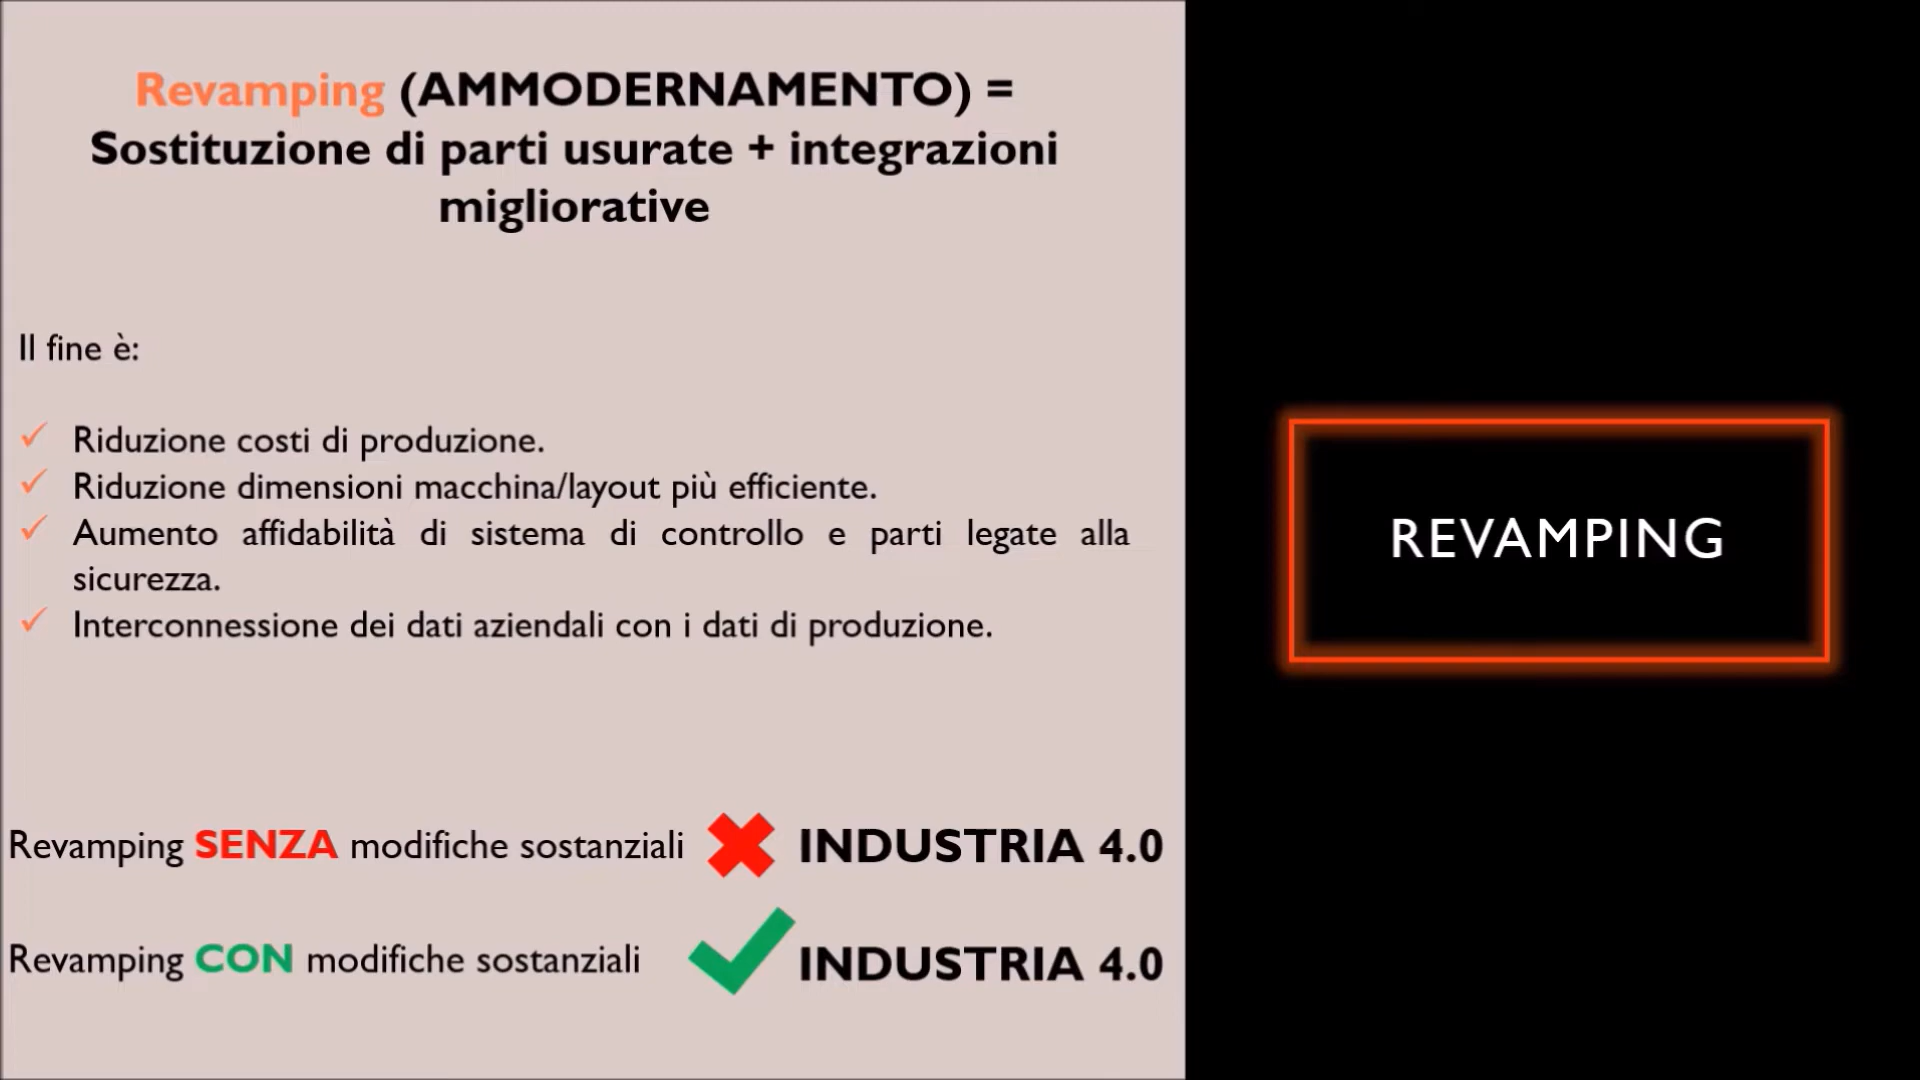 Revamping (AMMODERNAMENTO) =
Sostituzione di parti usurate + integrazioni
migliorative
Il fine è:
Riduzione costi di produzione.
Riduzione dimensioni macchina/layout più efficiente.
Aumento affidabilità di sistema di controllo e parti legate alla
sicurezza.
Interconnessione dei dati aziendali con i dati di produzione.
Revamping SENZA modifiche sostanziali INDUSTRIA 4.0
Revamping CON modifiche sostanziali INDUSTRIA 4.0
REVAMPING